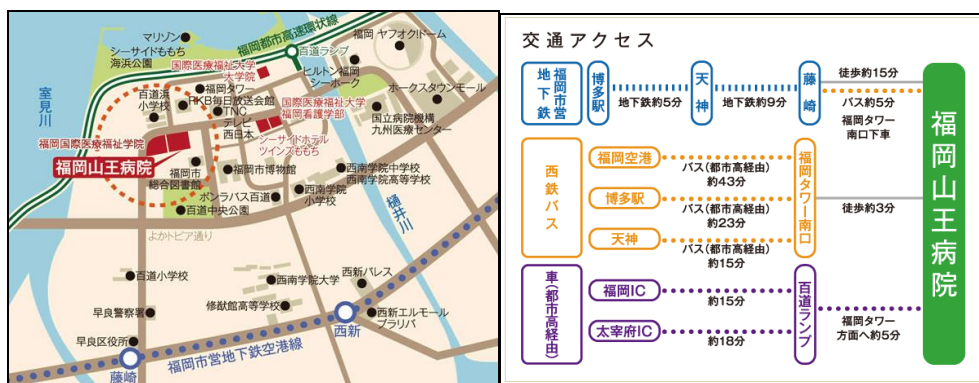 マリゾン
シーサイドももち
海浜公園
福岡都市高速環状線
百道ランプ
福岡 ヤフオク!ドーム
国際医療福祉大学
大学院
ヒルトン福岡
シーホーク
福岡タワー
百道浜
小学校
RKB毎日放送会館
TNC
テレビ
西日本
国際医療福祉大学
福岡看護学部
ホークスタウンモール
国立病院機構
九州医療センター
室見川
福岡国際医療福祉学院
福岡山王病院
シーサイドホテル
ツインズももち
福岡市
総合図書館
福岡市博物館
西南学院中学校
西南学院高等学校
西南学院
小学校
ボンラパス百道
百道中央公園
樋井川
よかトピア通り
百道小学校
西南学院大学
西新パレス
早良警察署
修猷館高等学校
西新エルモール
プラリバ
早良区役所
西新
藤崎
福岡市営地下鉄空港線
交通アクセス
福岡市営
地下鉄
博多駅
地下鉄約5分
天神
地下鉄約9分
藤崎
徒歩約15分
バス約5分
福岡タワー
南口下車
西鉄バス
福岡空港
バス(都市高経由)
約43分
博多駅
バス(都市高経由)
約23分
天神
バス(都市高経由)
約15分
福岡タワー南口
徒歩約3分
車(都市高経由)
福岡IC
約15分
太宰府IC
約18分
百道ランプ
福岡タワー
方面へ約5分
福岡山王病院